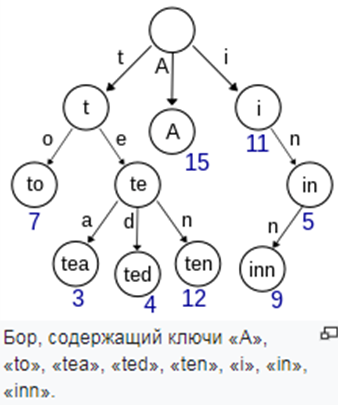 t A i
t A i
15 11
o e n
to te in
7 5
a d n n
tea ted ten inn
3 4 12 9
Бор, содержащий ключи «A»,
«to», «tea», «ted», «ten», «i», «in»,
«inn».